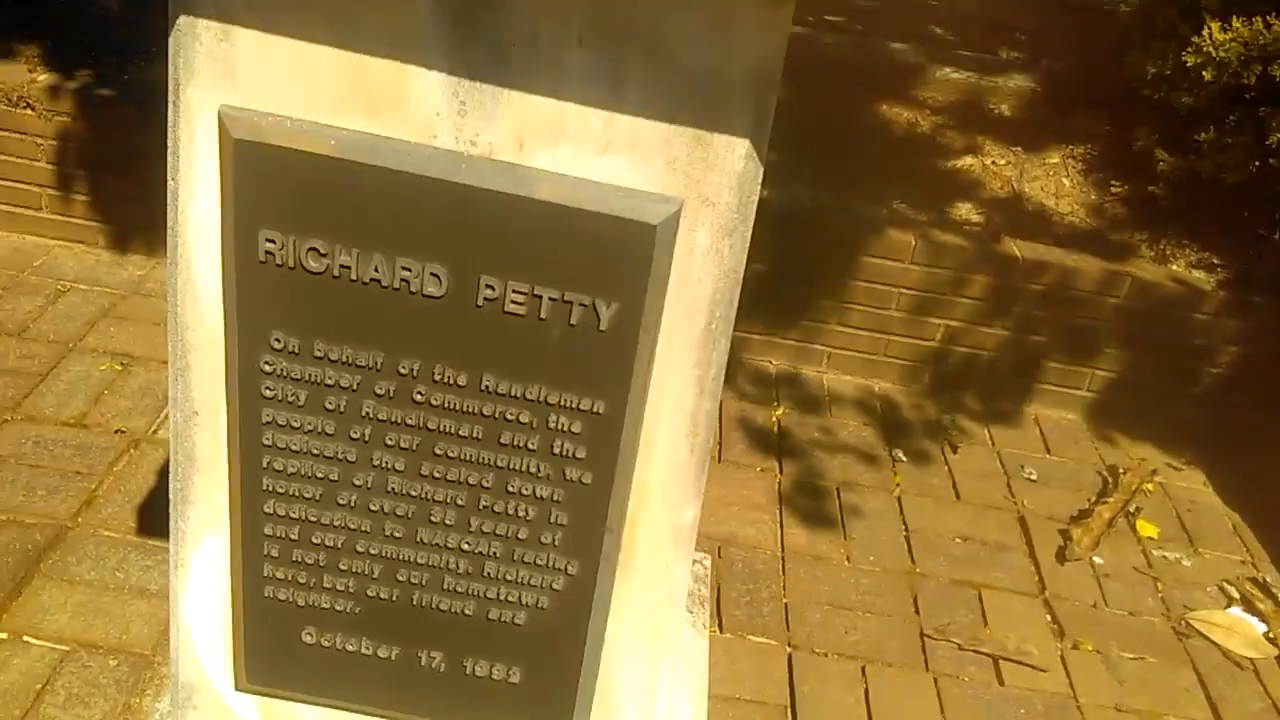 RICHARD PETTY
On behalf of the Randleman
Chamber of Commerce, the
City of Randleman and the
people of our community, we
dedicate the scaled down
replica of Richard Petty in
honor of over 35 years of
dedication to NASCAR racing
and our community. Richard
is not only our hometown
hero, but our friend and
neighbor.
October 17, 1992